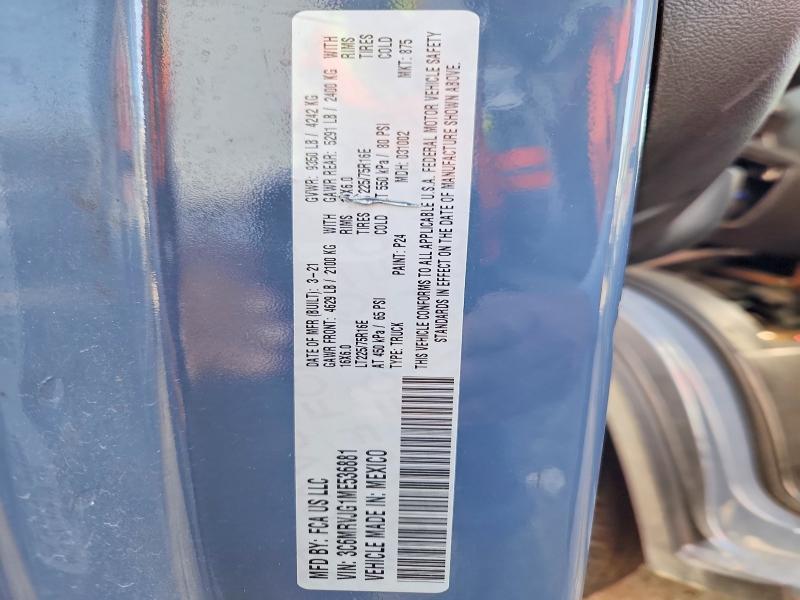 MFD BY: FCA US LLC
DATE OF MFR (BUILT): 3-21
GVWR: 9350 LB / 4242 KG
GAWR FRONT: 4629 LB / 2100 KG WITH
GAWR REAR: 5291 LB / 2400 KG WITH
16X6.0 RIMS
16X6.0 RIMS
LT225/75R16E TIRES
LT225/75R16E TIRES
AT 450 kPa / 65 PSI COLD
AT 550 kPa / 80 PSI COLD
VIN: 3C6MRVJG1ME536881
TYPE: TRUCK PAINT: P24 MDH: 031002 MKT: 875
VEHICLE MADE IN: MEXICO
THIS VEHICLE CONFORMS TO ALL APPLICABLE U.S.A. FEDERAL MOTOR VEHICLE SAFETY
STANDARDS IN EFFECT ON THE DATE OF MANUFACTURE SHOWN ABOVE.